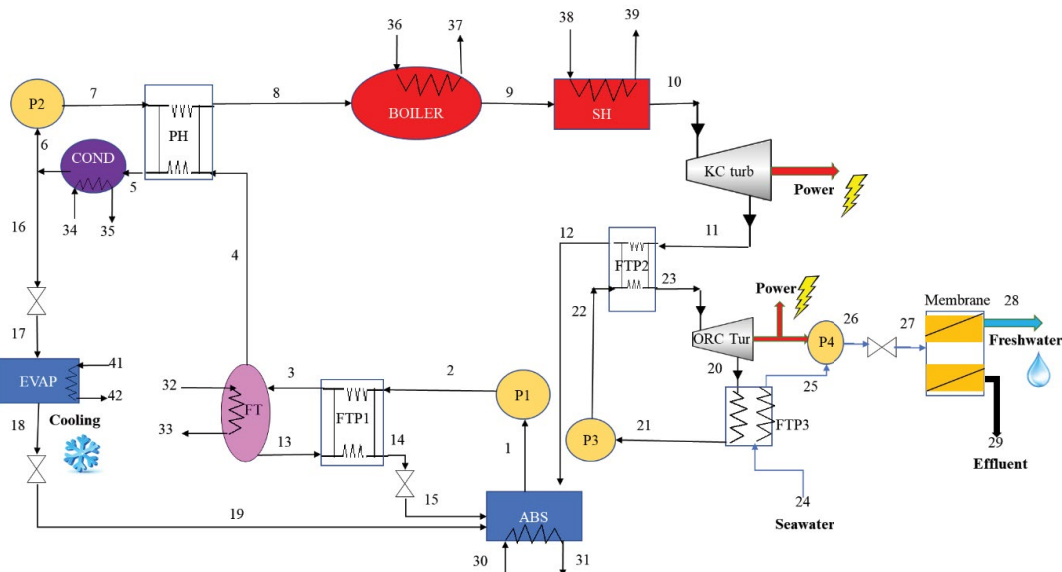 36
37
38
39
P2
7
8
BOILER
9
SH
10
PH
6
COND
5
KC turb
Power
16
34
35
4
12
11
FTP2
23
Power
22
Membrane
28
Freshwater
17
26
27
ORC Tur
P4
EVAP
41
42
32
3
2
P1
20
25
18
Cooling
FT
FTP1
FTP3
33
13
14
1
P3
21
29
Effluent
15
24
Seawater
19
ABS
30
31